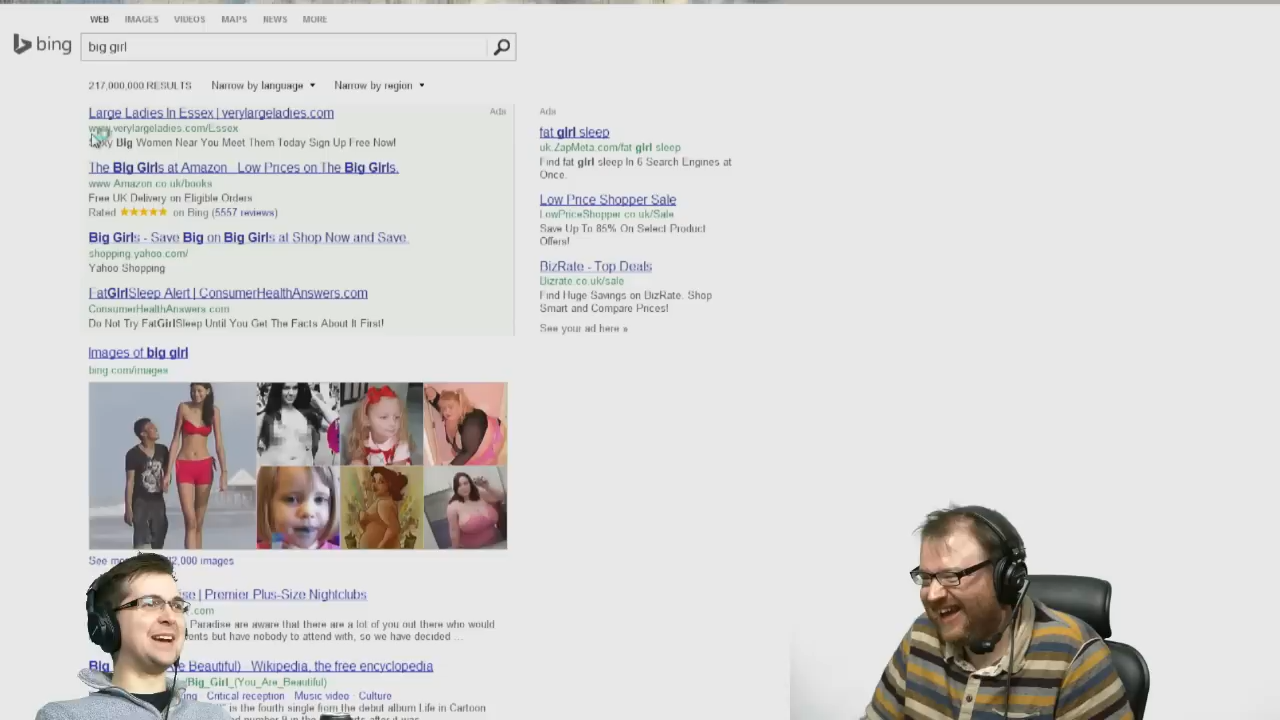 WEB IMAGES VIDEOS MAPS NEWS MORE
bing
big girl
217,000,000 RESULTS Narrow by language Narrow by region
Large Ladies In Essex | verylargeladies.com
Ads
www.verylargeladies.com/Essex
Big Women Near You Meet Them Today Sign Up Free Now!
The Big Girls at Amazon Low Prices on The Big Girls.
www.Amazon.co.uk/books
Free UK Delivery on Eligible Orders
Rated on Bing (5557 reviews)
Big Girls - Save Big on Big Girls at Shop Now and Save.
shopping.yahoo.com/
Yahoo Shopping
FatGirlSleep Alert | ConsumerHealthAnswers.com
ConsumerHealthAnswers.com
Do Not Try FatGirlSleep Until You Get The Facts About It First!
Ads
fat girl sleep
uk.ZapMeta.com/fat girl sleep
Find fat girl sleep In 6 Search Engines at
Once.
Low Price Shopper Sale
LowPriceShopper.co.uk/Sale
Save Up To 85% On Select Product
Offers!
BizRate - Top Deals
Bizrate.co.uk/sale
Find Huge Savings on BizRate. Shop
Smart and Compare Prices!
See your ad here »
Images of big girl
bing.com/images
See images
| Premier Plus-Size Nightclubs
.com
Paradise are aware that there are a lot of you out there who would
but have nobody to attend with, so we have decided ...
Big Beautiful) Wikipedia, the free encyclopedia
/Big_Girl_(You_Are_Beautiful)
Critical reception Music video Culture
is the fourth single from the debut album Life in Cartoon